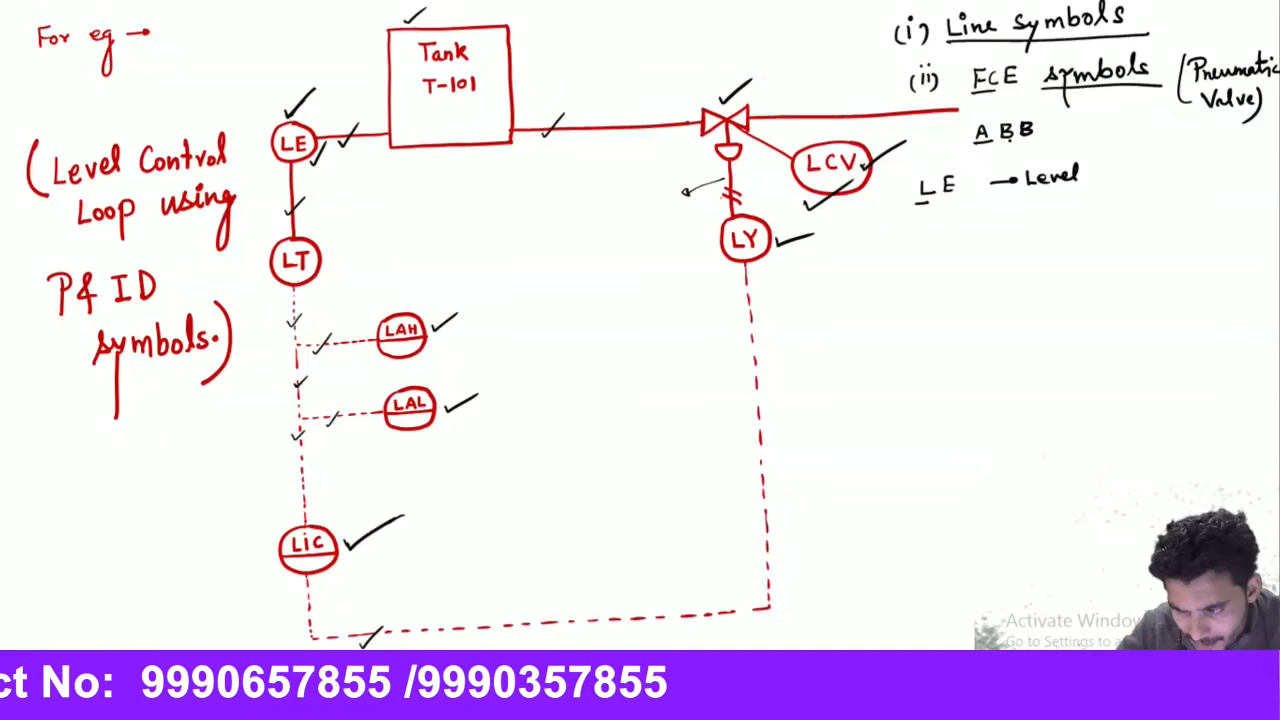 For eg →
(Level Control
Loop using
P& ID
symbols.)
Tank
T-101
LE
LT
LAH
LAL
LIC
LCV
LY
(i) Line symbols
(ii) FCE symbols (Pneumatic
Valve)
A B B
LE → Level
Activate Window
Go to Settings to a
ct No: 9990657855 /9990357855